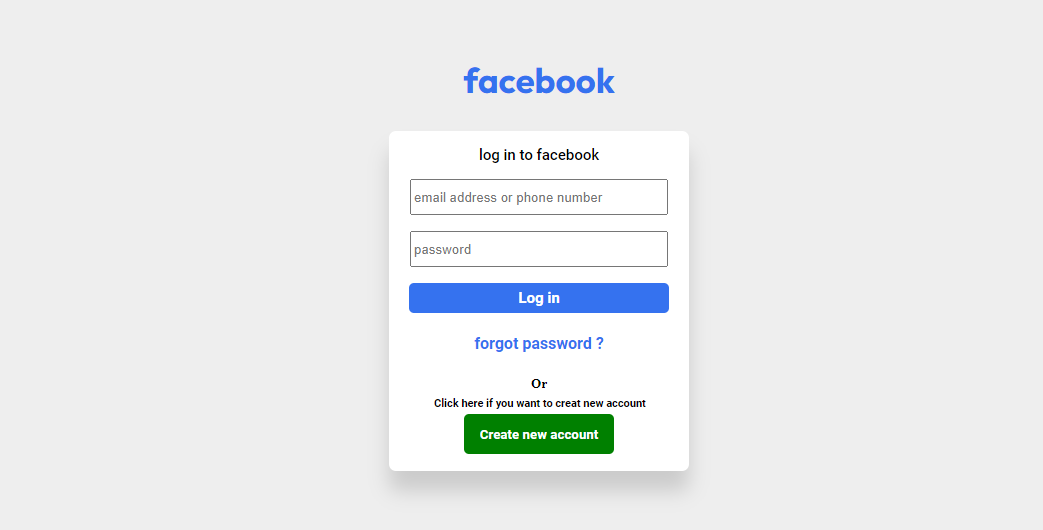 facebook
log in to facebook
email address or phone number
password
Log in
forgot password ?
Or
Click here if you want to creat new account
Create new account